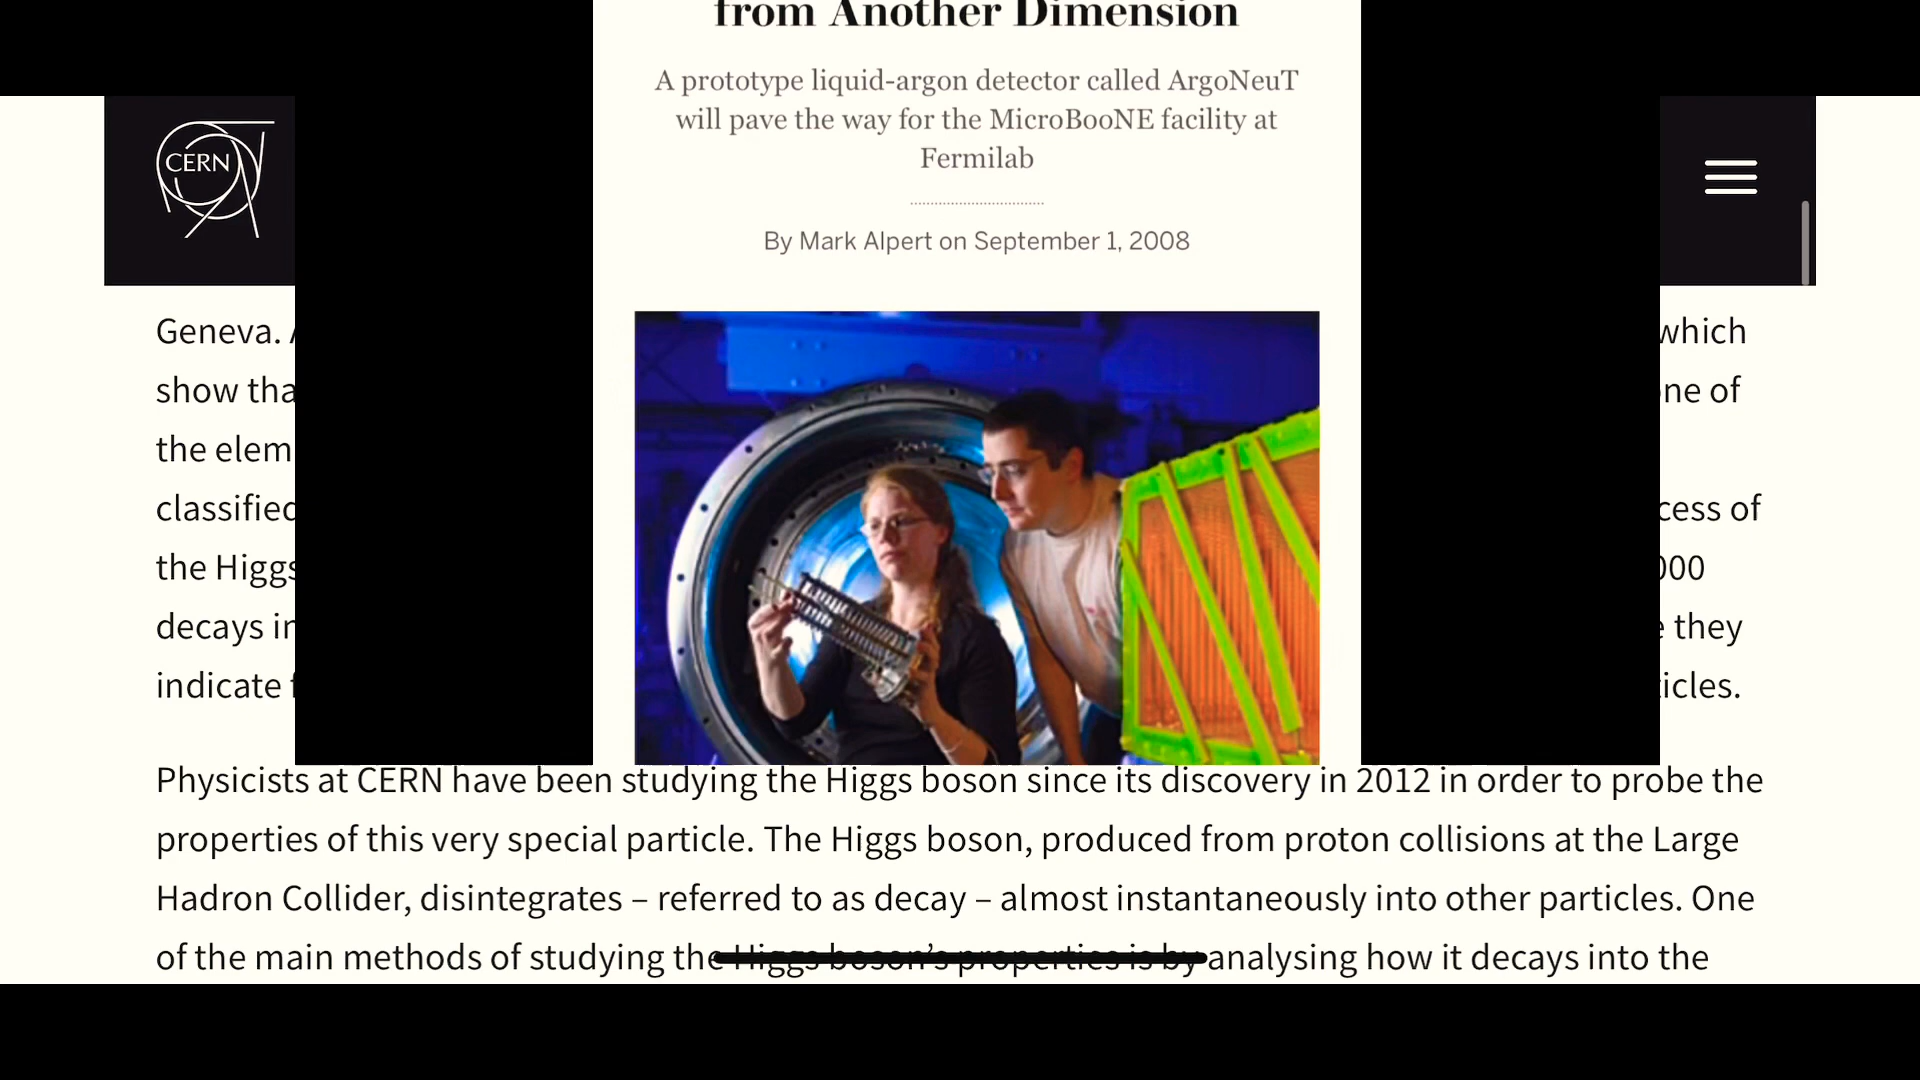 from Another Dimension
A prototype liquid-argon detector called ArgoNeuT
will pave the way for the MicroBooNE facility at
Fermilab
By Mark Alpert on September 1, 2008
CERN
Geneva.
which
show tha
one of
the elem
classified
cess of
the Higgs
000
decays in
they
indicate
ticles.
Physicists at CERN have been studying the Higgs boson since its discovery in 2012 in order to probe the
properties of this very special particle. The Higgs boson, produced from proton collisions at the Large
Hadron Collider, disintegrates – referred to as decay – almost instantaneously into other particles. One
of the main methods of studying the Higgs boson’s properties is by analysing how it decays into the